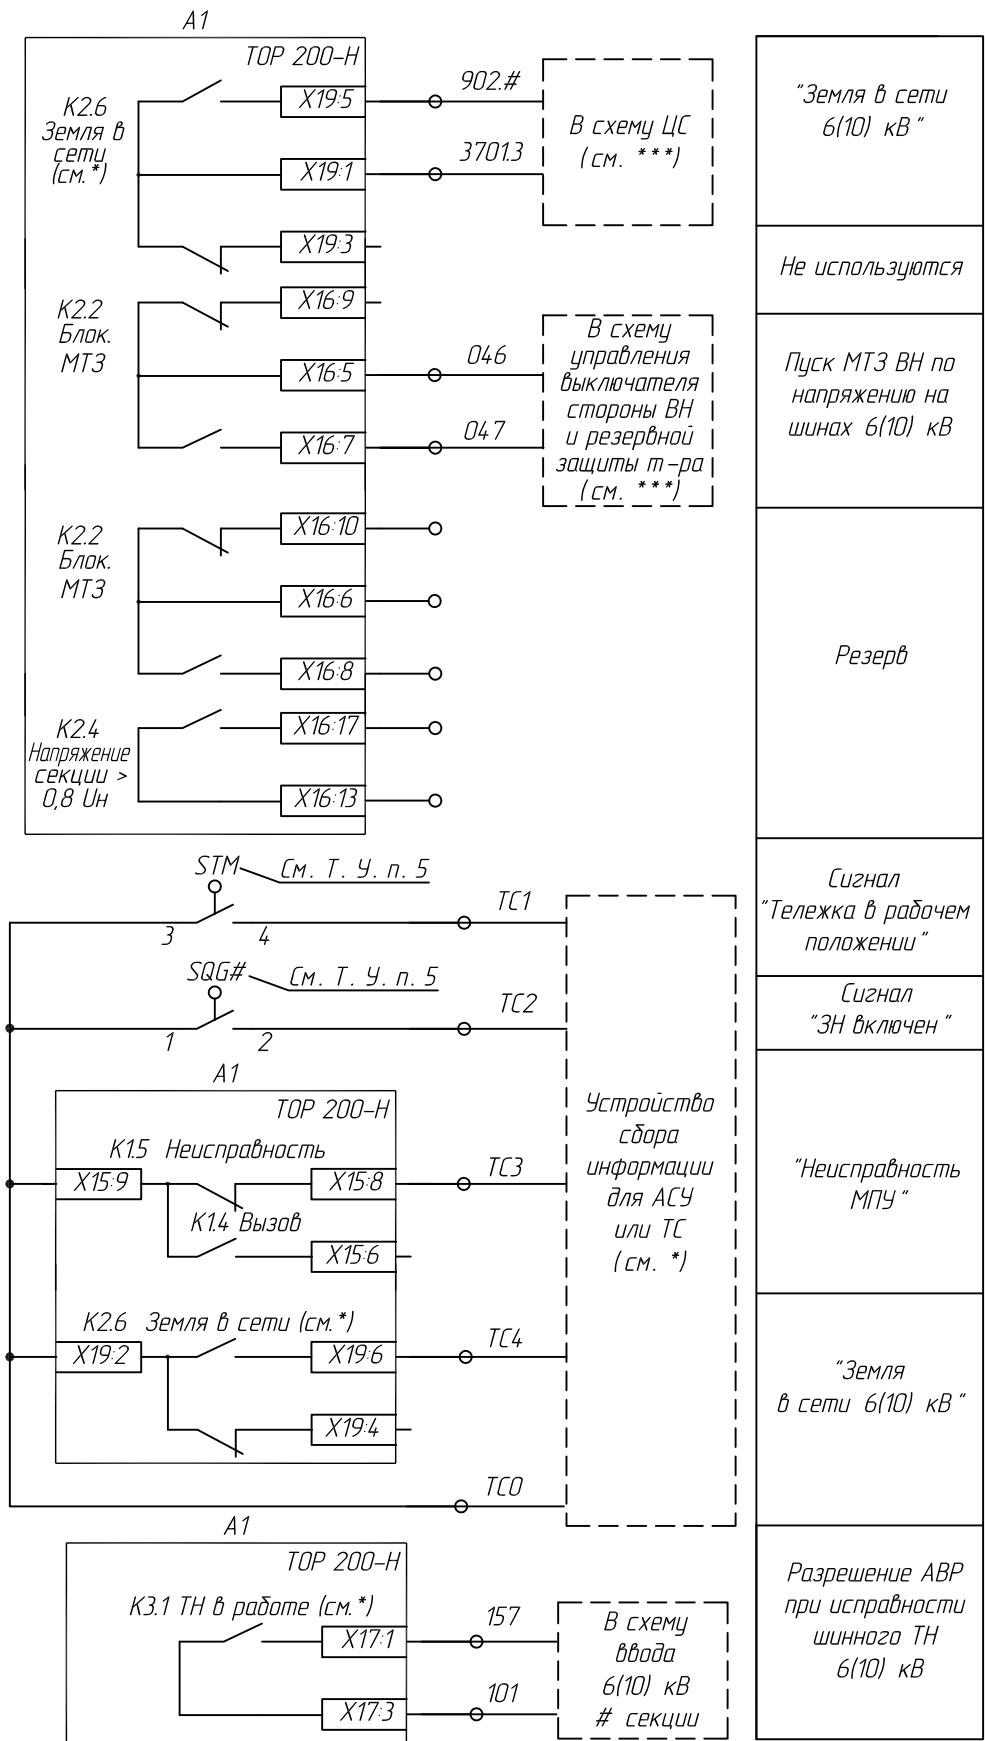 A1
ТОР 200-Н
K2.6
Земля в
сети
(см.*)
X19:5
X19:1
X19:3
902.#
3701.3
В схему ЦС
(см. ***)
"Земля в сети
6(10) кВ"
Не используются
K2.2
Блок.
МТЗ
X16:9
X16:5
X16:7
046
047
В схему
управления
выключателя
стороны ВН
и резервной
защиты т-ра
(см. ***)
Пуск МТЗ ВН по
напряжению на
шинах 6(10) кВ
K2.2
Блок.
МТЗ
X16:10
X16:6
X16:8
K2.4
Напряжение
секции >
0,8 Uн
X16:17
X16:13
Резерв
STM
См. Т. У. п. 5
3
4
ТС1
Сигнал
"Тележка в рабочем
положении"
SQG#
См. Т. У. п. 5
1
2
ТС2
Сигнал
"ЗН включен"
A1
ТОР 200-Н
K1.5 Неисправность
X15:9
X15:8
ТС3
K1.4 Вызов
X15:6
"Неисправность
МПУ"
Устройство
сбора
информации
для АСУ
или ТС
(см. *)
K2.6 Земля в сети (см.*)
X19:2
X19:6
ТС4
X19:4
"Земля
в сети 6(10) кВ"
ТС0
A1
ТОР 200-Н
K3.1 ТН в работе (см.*)
X17:1
X17:3
157
101
В схему
ввода
6(10) кВ
# секции
Разрешение АВР
при исправности
шинного ТН
6(10) кВ